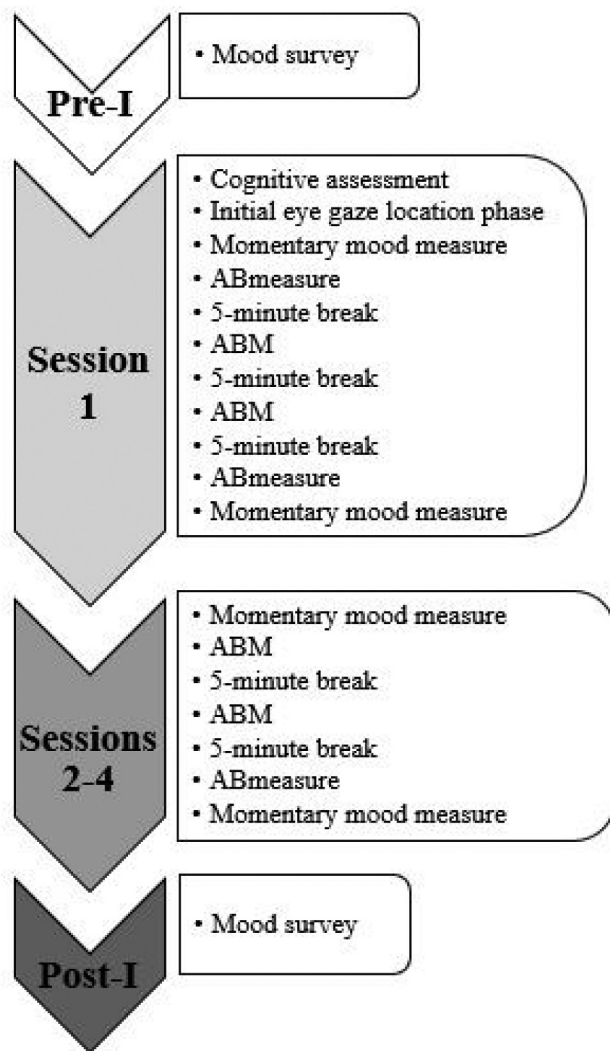 Pre-I
• Mood survey
Session
1
• Cognitive assessment
• Initial eye gaze location phase
• Momentary mood measure
• ABmeasure
• 5-minute break
• ABM
• 5-minute break
• ABM
• 5-minute break
• ABmeasure
• Momentary mood measure
Sessions
2-4
• Momentary mood measure
• ABM
• 5-minute break
• ABM
• 5-minute break
• ABmeasure
• Momentary mood measure
Post-I
• Mood survey